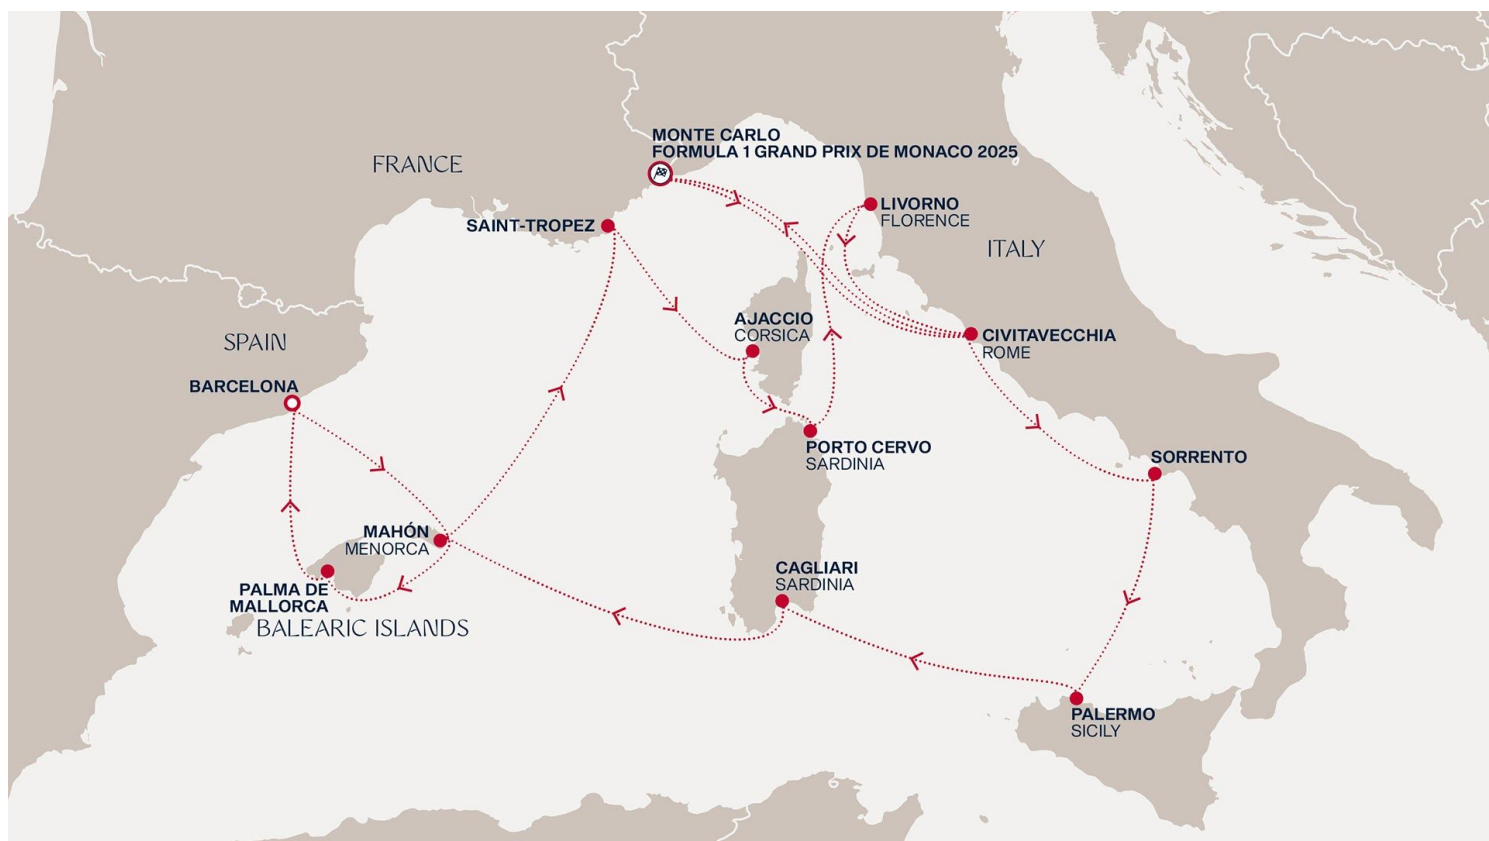 MONTE CARLO
FORMULA 1 GRAND PRIX DE MONACO 2025
FRANCE
LIVORNO
FLORENCE
SAINT-TROPEZ
ITALY
AJACCIO
CORSICA
CIVITAVECCHIA
ROME
SPAIN
BARCELONA
PORTO CERVO
SARDINIA
SORRENTO
MAHÓN
MENORCA
CAGLIARI
SARDINIA
PALMA DE
MALLORCA
BALEARIC ISLANDS
PALERMO
SICILY